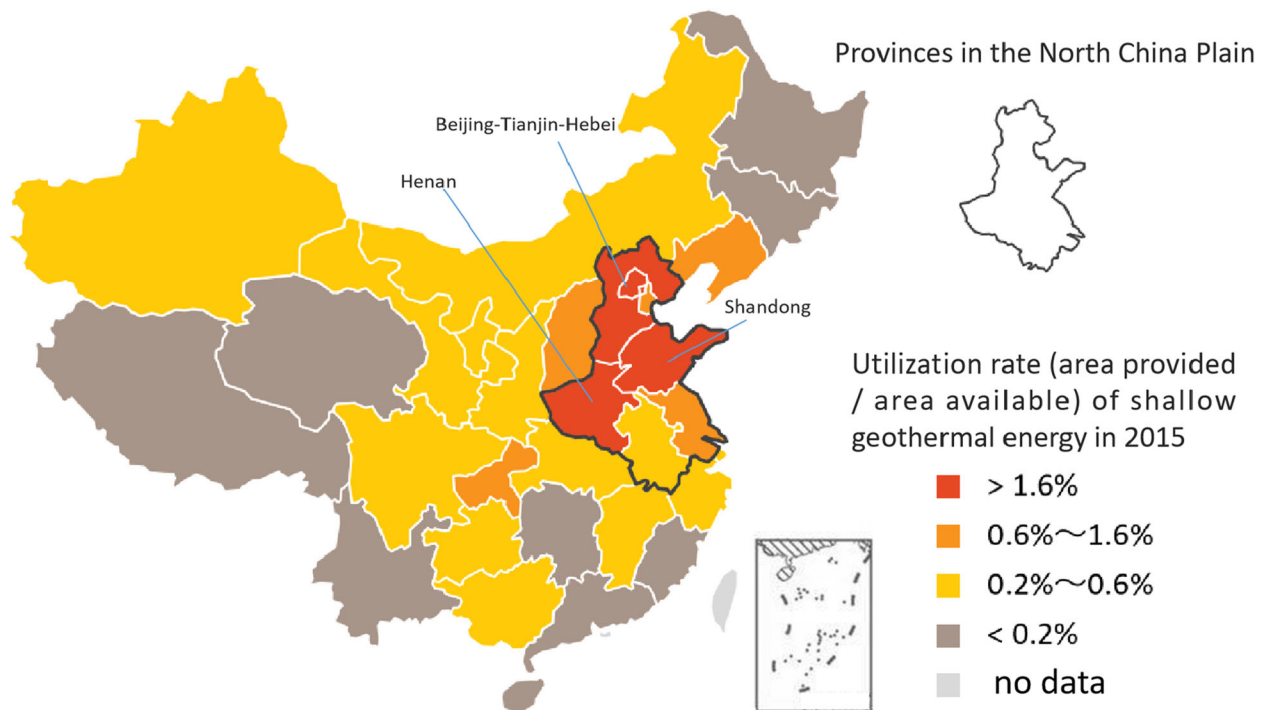 Provinces in the North China Plain
Beijing-Tianjin-Hebei
Henan
Shandong
Utilization rate (area provided
/ area available) of shallow
geothermal energy in 2015
> 1.6%
0.6%～1.6%
0.2%～0.6%
< 0.2%
no data